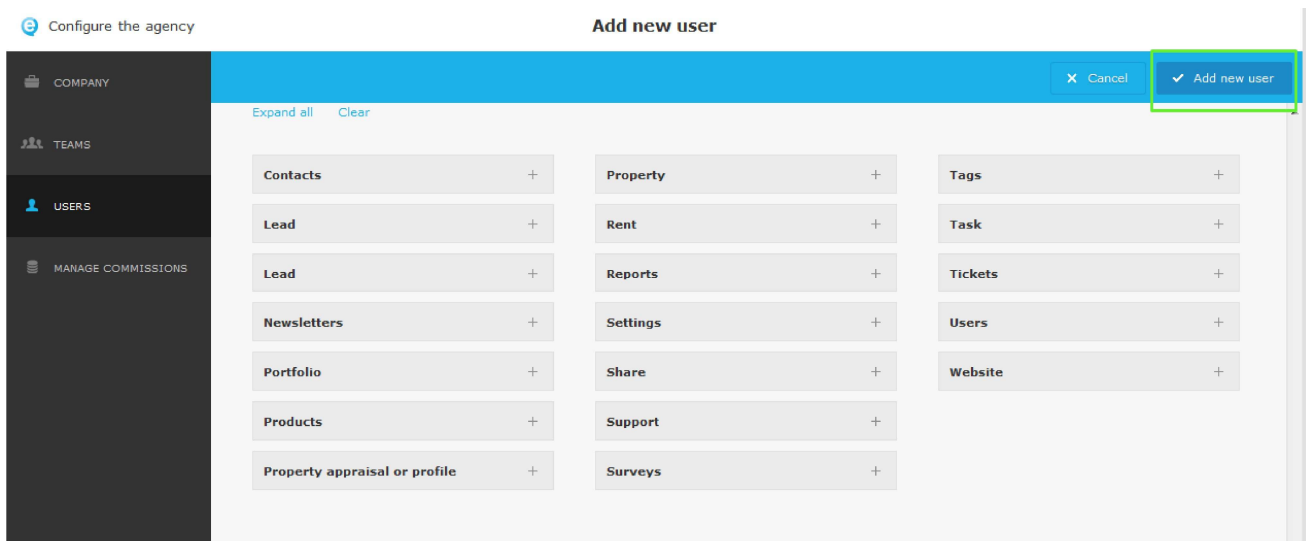 Configure the agency
Add new user
COMPANY
TEAMS
USERS
MANAGE COMMISSIONS
Cancel
Add new user
Expand all Clear
Contacts
Lead
Lead
Newsletters
Portfolio
Products
Property appraisal or profile
Property
Rent
Reports
Settings
Share
Support
Surveys
Tags
Task
Tickets
Users
Website